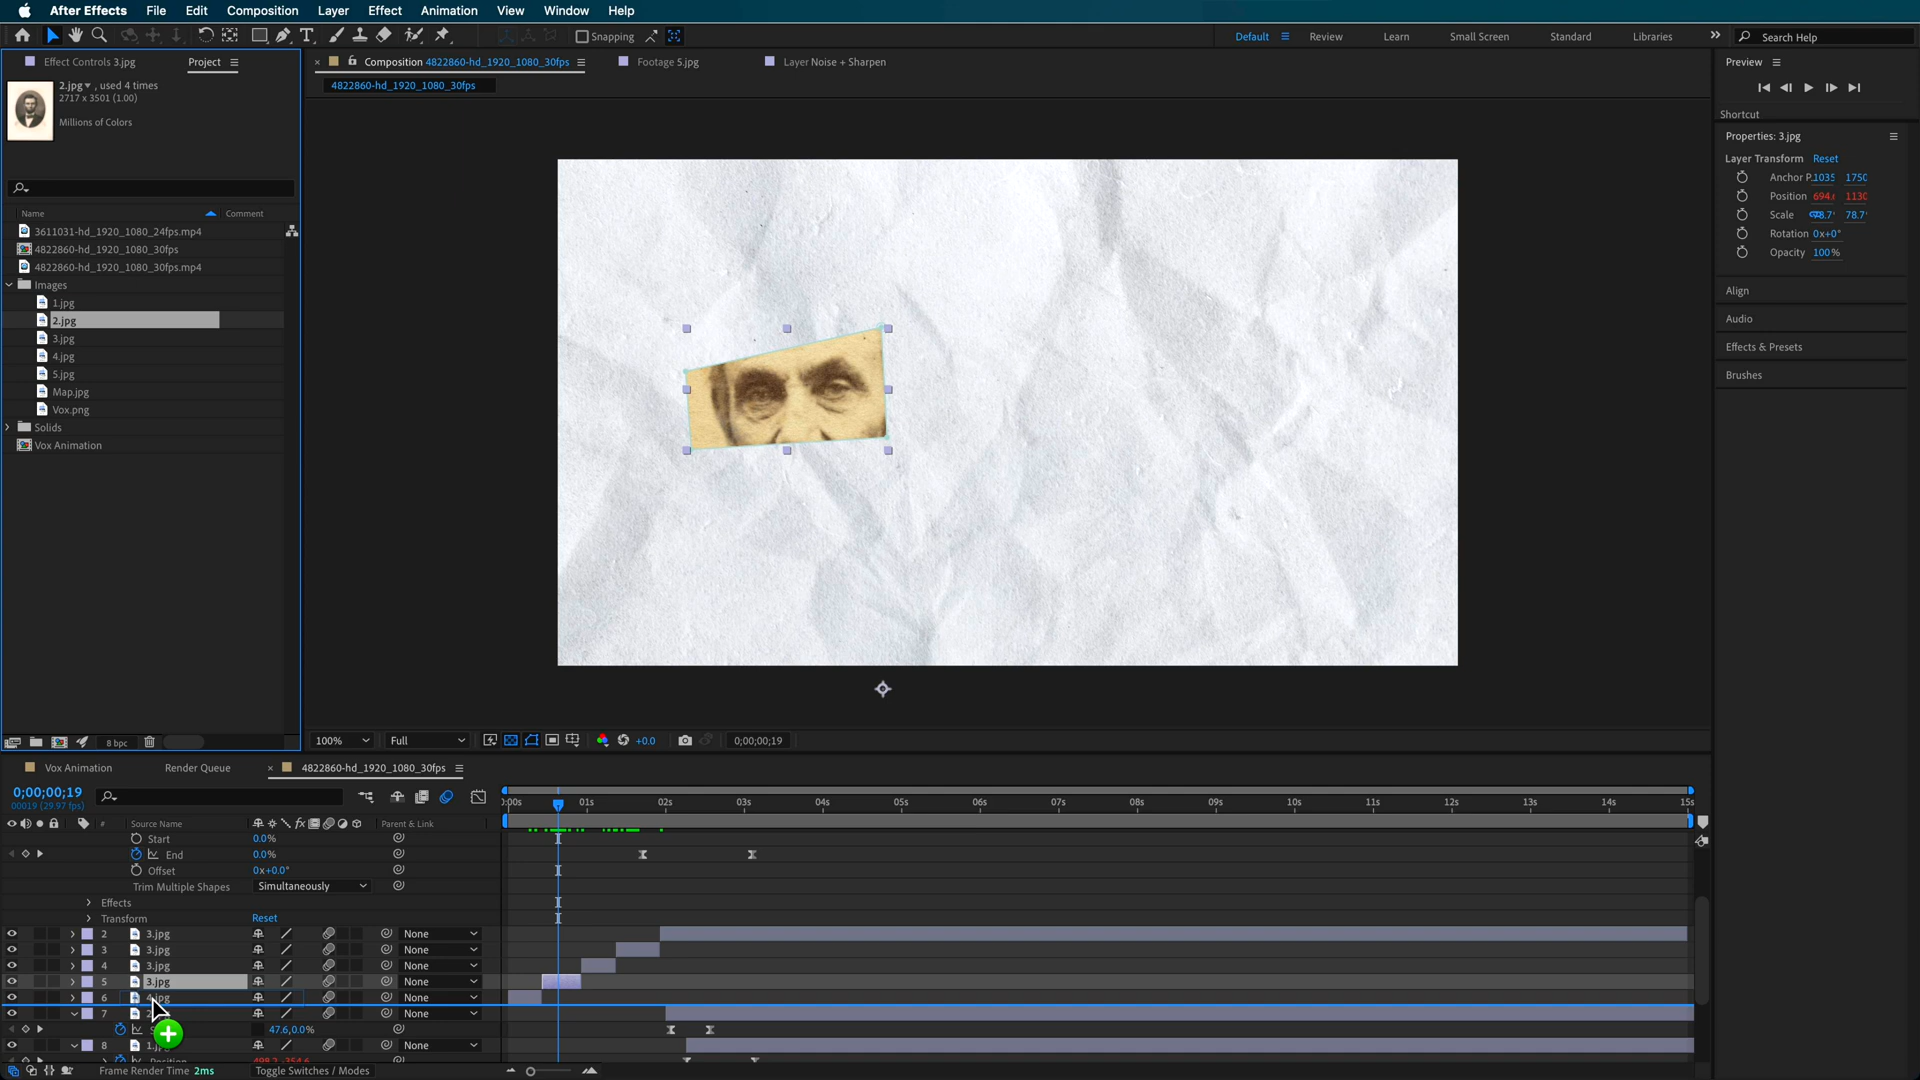 After Effects File Edit Composition Layer Effect Animation View Window Help
Snapping
Default Review Learn Small Screen Standard Libraries Search Help
Effect Controls 3.jpg Project
Composition 4822860-hd_1920_1080_30fps Footage 5.jpg Layer Noise + Sharpen
4822860-hd_1920_1080_30fps
2.jpg , used 4 times
2717 x 3501 (1.00)
Millions of Colors
Name Comment
3611031-hd_1920_1080_24fps.mp4
4822860-hd_1920_1080_30fps
4822860-hd_1920_1080_30fps.mp4
Images
1.jpg
2.jpg
3.jpg
4.jpg
5.jpg
Map.jpg
Vox.png
Solids
Vox Animation
8 bpc
100% Full +0.0 0;00;00;19
Preview
Shortcut
Properties: 3.jpg
Layer Transform Reset
Anchor P. 1035 1750
Position 694. 1130
Scale 78.7 78.7
Rotation 0x+0°
Opacity 100%
Align
Audio
Effects & Presets
Brushes
Vox Animation Render Queue × 4822860-hd_1920_1080_30fps
0;00;00;19
00019 (29.97 fps)
:00s 01s 02s 03s 04s 05s 06s 07s 08s 09s 10s 11s 12s 13s 14s 15s
# Source Name Parent & Link
Start 0.0%
End 0.0%
Offset 0x+0.0°
Trim Multiple Shapes Simultaneously
Effects
Transform Reset
2 3.jpg None
3 3.jpg None
4 3.jpg None
5 3.jpg None
6 4.jpg None
7 None
47.6,0.0%
8 1.jpg None
Position 498.2,-354.6
Frame Render Time 2ms Toggle Switches / Modes